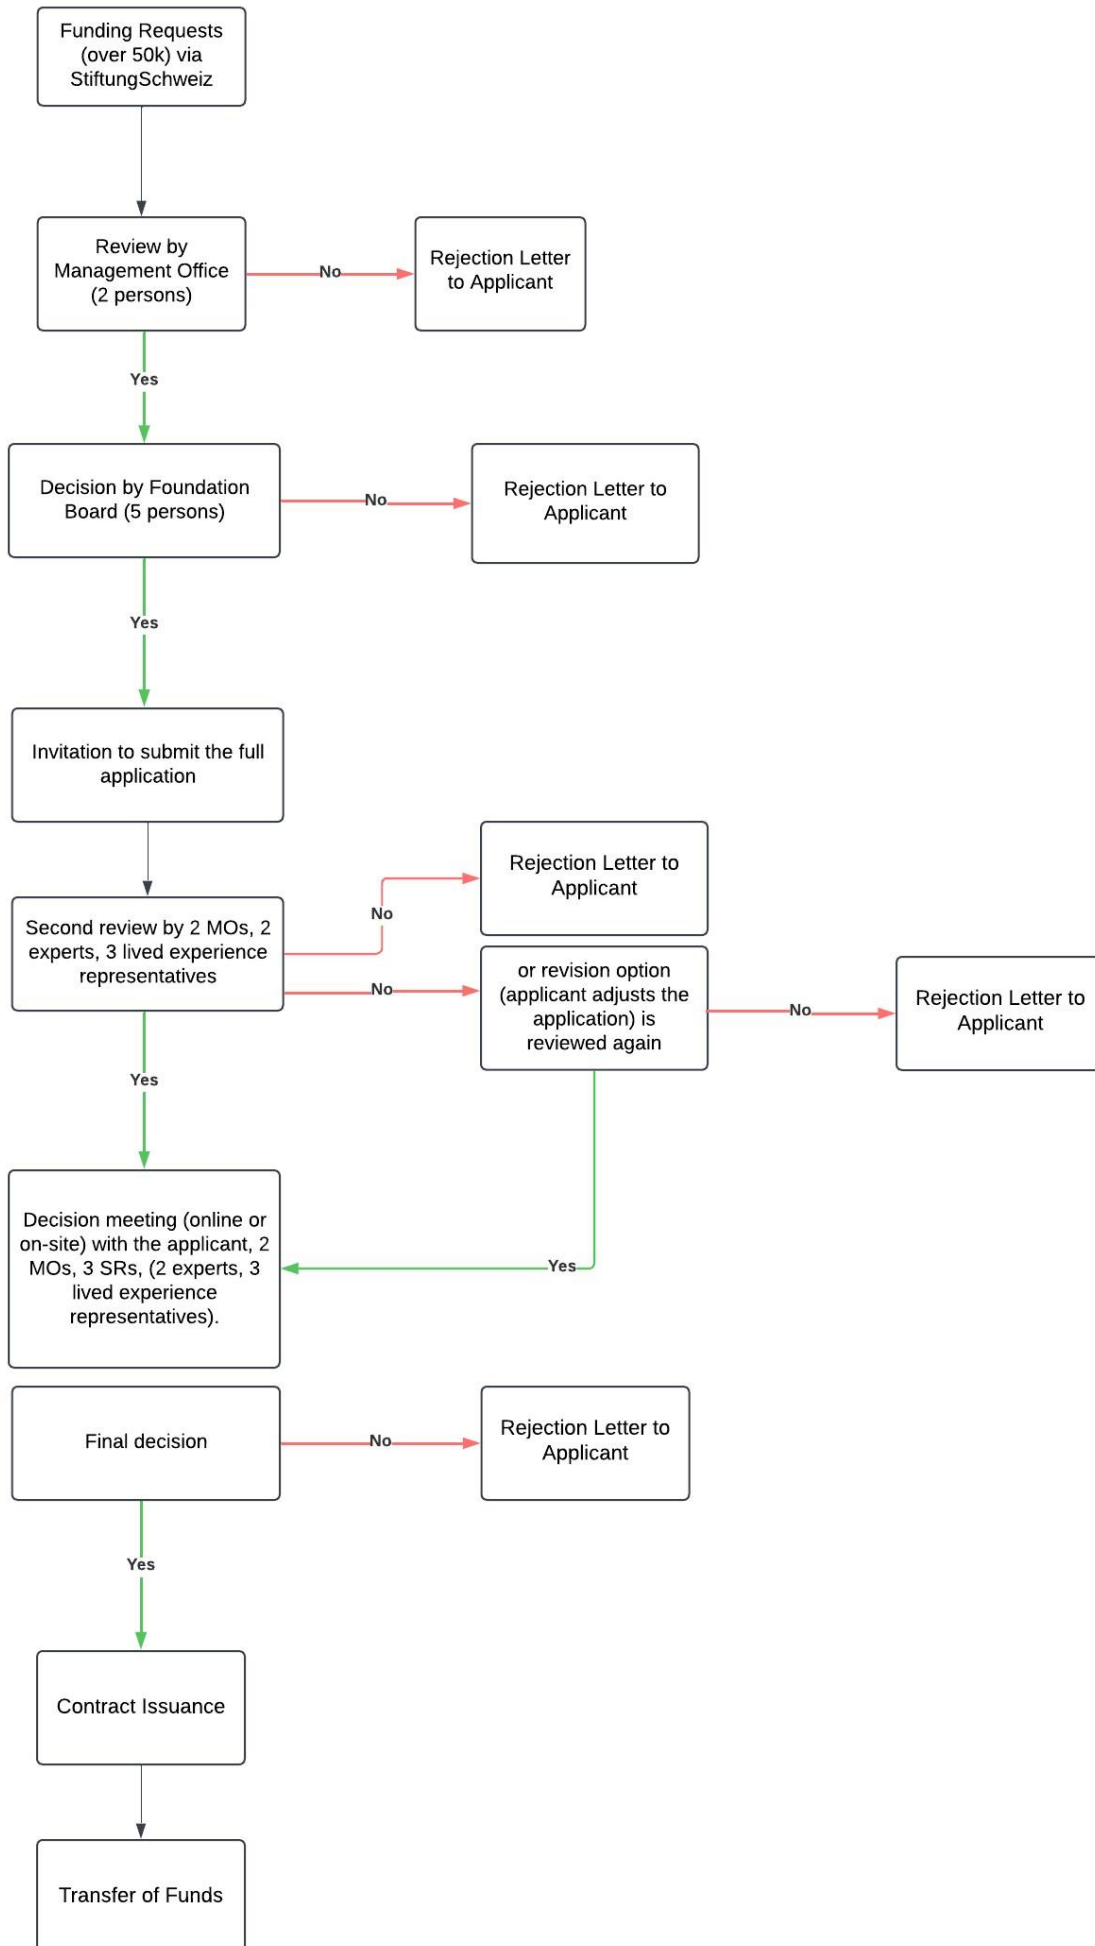 Funding Requests
(over 50k) via
StiftungSchweiz
Review by
Management Office
(2 persons)
No
Rejection Letter
to Applicant
Yes
Decision by Foundation
Board (5 persons)
No
Rejection Letter to
Applicant
Yes
Invitation to submit the full
application
Second review by 2 MOs, 2
experts, 3 lived experience
representatives
No
Rejection Letter to
Applicant
No
or revision option
(applicant adjusts the
application) is
reviewed again
No
Rejection Letter to
Applicant
Yes
Decision meeting (online or
on-site) with the applicant, 2
MOs, 3 SRs, (2 experts, 3
lived experience
representatives).
Yes
Final decision
No
Rejection Letter to
Applicant
Yes
Contract Issuance
Transfer of Funds